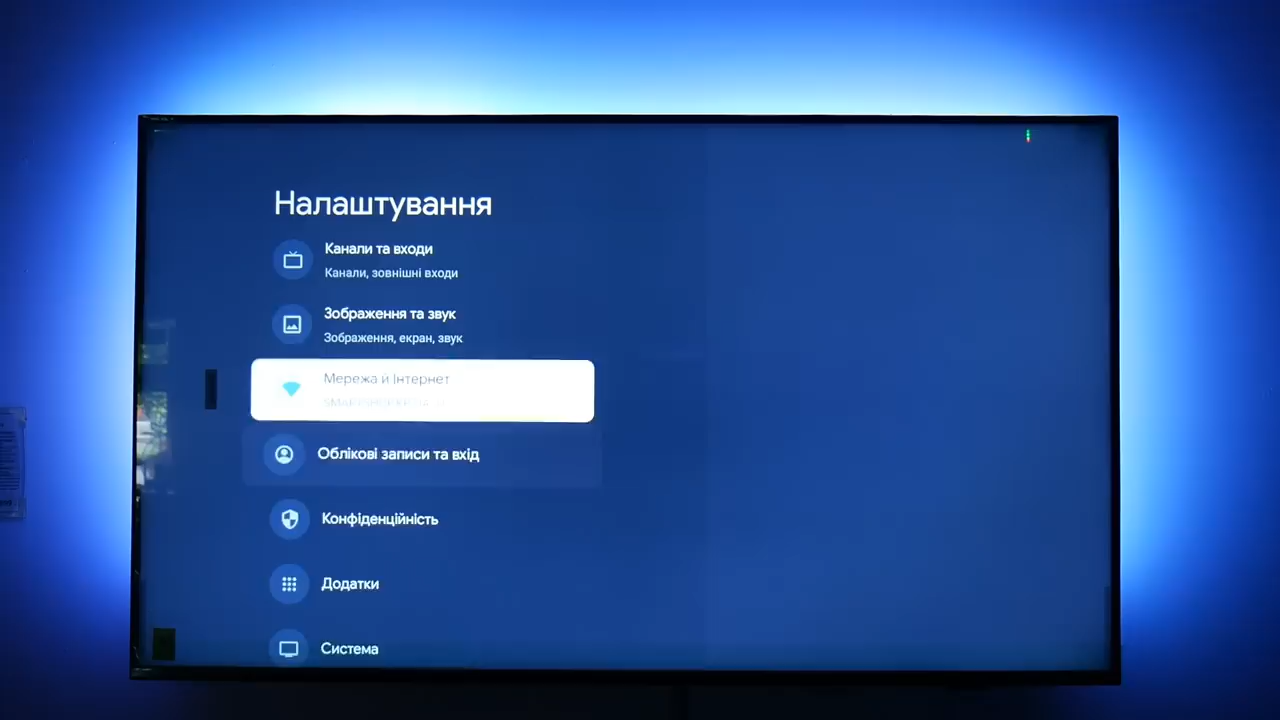 Налаштування
Канали та входи
Канали, зовнішні входи
Зображення та звук
Зображення, екран, звук
Мережа й Інтернет
Облікові записи та вхід
Конфіденційність
Додатки
Система